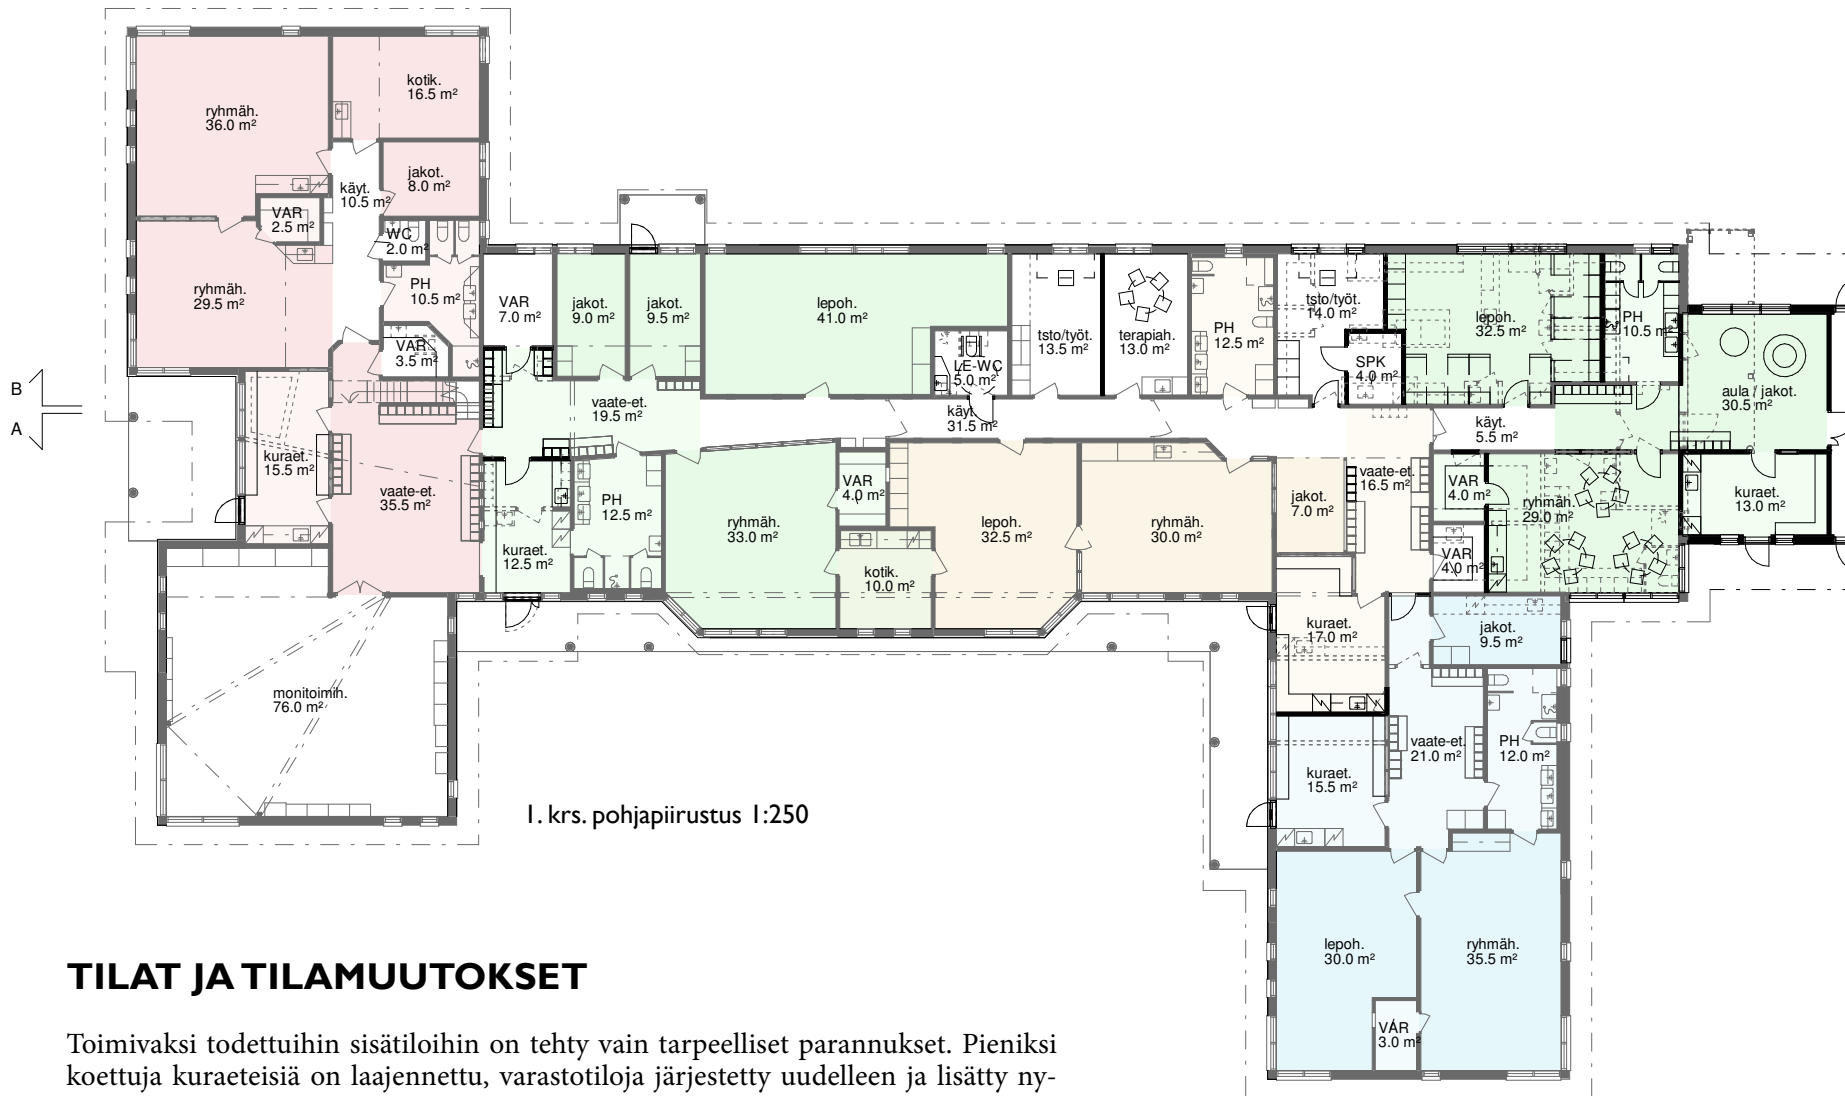 kotik.
16.5 m²
ryhmäh.
36.0 m²
jakot.
8.0 m²
käyt.
10.5 m²
VAR
2.5 m²
WC
2.0 m²
ryhmäh.
29.5 m²
PH
10.5 m²
VAR
3.5 m²
VAR
7.0 m²
jakot.
9.0 m²
jakot.
9.5 m²
lepoh.
41.0 m²
LE-WC
5.0 m²
tsto/työt.
13.5 m²
terapiah.
13.0 m²
PH
12.5 m²
tsto/työt.
14.0 m²
SPK
4.0 m²
lepoh.
32.5 m²
PH
10.5 m²
aula / jakot.
30.5 m²
B
A
vaate-et.
19.5 m²
käyt.
31.5 m²
käyt.
5.5 m²
kuraet.
15.5 m²
vaate-et.
35.5 m²
kuraet.
12.5 m²
PH
12.5 m²
ryhmäh.
33.0 m²
VAR
4.0 m²
kotik.
10.0 m²
lepoh.
32.5 m²
ryhmäh.
30.0 m²
jakot.
7.0 m²
vaate-et.
16.5 m²
VAR
4.0 m²
VAR
4.0 m²
ryhmäh.
29.0 m²
kuraet.
13.0 m²
monitoimih.
76.0 m²
kuraet.
17.0 m²
jakot.
9.5 m²
vaate-et.
21.0 m²
PH
12.0 m²
kuraet.
15.5 m²
lepoh.
30.0 m²
ryhmäh.
35.5 m²
VAR
3.0 m²
1. krs. pohjapiirustus 1:250
TILAT JA TILAMUUTOKSET
Toimivaksi todettuihin sisätiloihin on tehty vain tarpeelliset parannukset. Pieniksi
koettuja kuraeteisiä on laajennettu, varastotiloja järjestetty uudelleen ja lisätty ny-